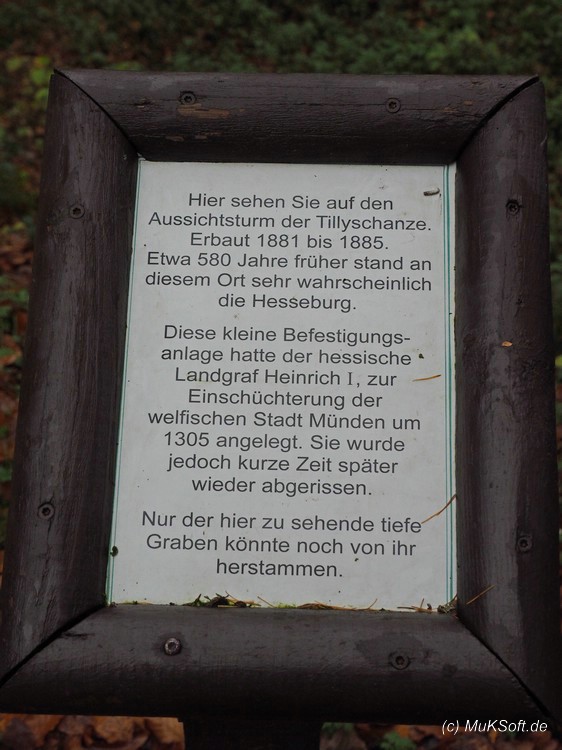 Hier sehen Sie auf den
Aussichtsturm der Tillyschanze.
Erbaut 1881 bis 1885.
Etwa 580 Jahre früher stand an
diesem Ort sehr wahrscheinlich
die Hesseburg.
Diese kleine Befestigungs-
anlage hatte der hessische
Landgraf Heinrich I, zur
Einschüchterung der
welfischen Stadt Münden um
1305 angelegt. Sie wurde
jedoch kurze Zeit später
wieder abgerissen.
Nur der hier zu sehende tiefe
Graben könnte noch von ihr
herstammen.
(c) MuKSoft.de